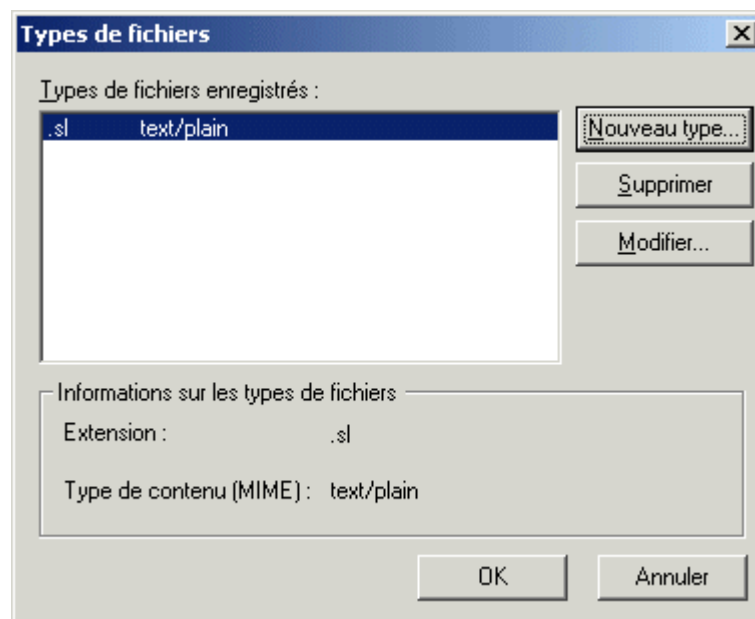 Types de fichiers
Types de fichiers enregistrés :
.sl text/plain
Nouveau type...
Supprimer
Modifier...
Informations sur les types de fichiers
Extension : .sl
Type de contenu (MIME) : text/plain
OK Annuler